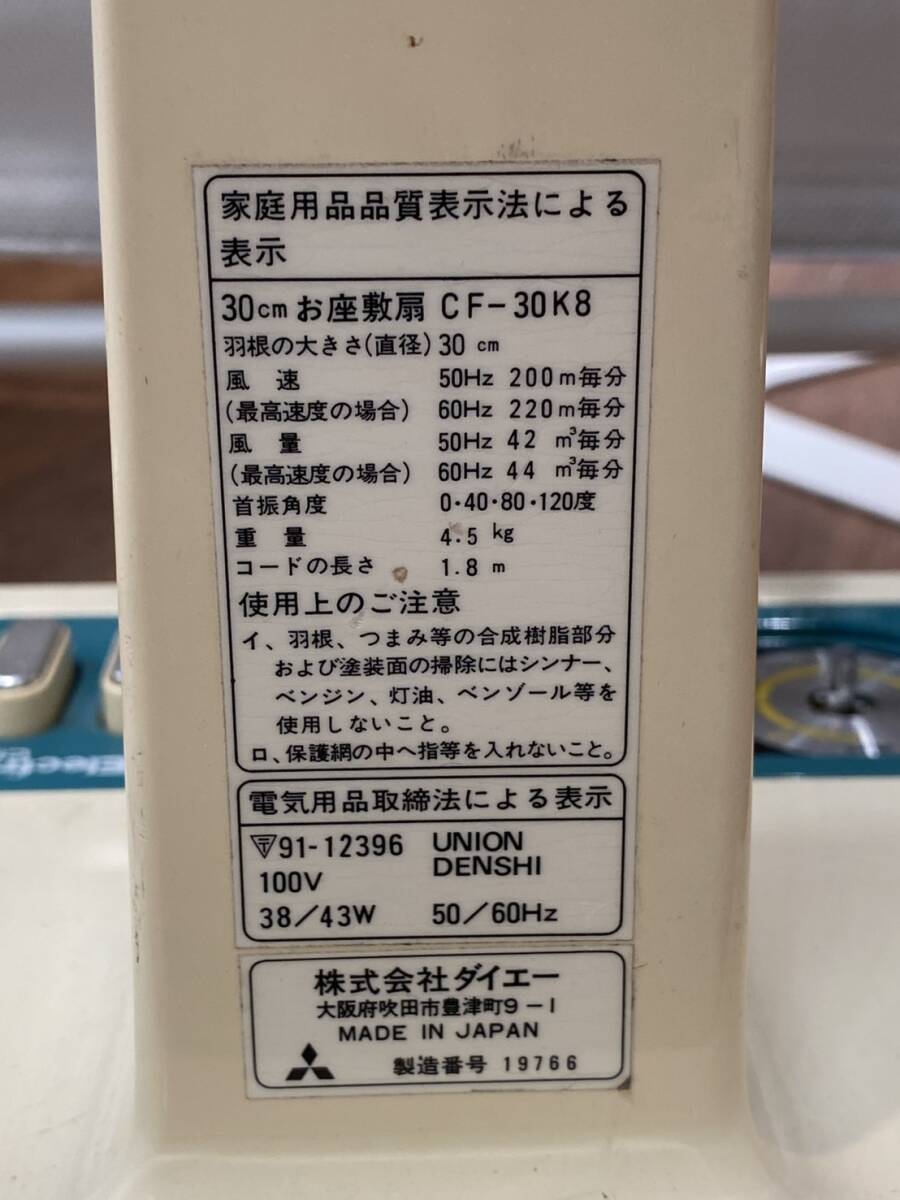 家庭用品品質表示法による
表示
30cm お座敷扇 CF-30K8
羽根の大きさ(直径) 30 cm
風 速 50Hz 200m毎分
(最高速度の場合) 60Hz 220m毎分
風 量 50Hz 42 m³毎分
(最高速度の場合) 60Hz 44 m³毎分
首振角度 0・40・80・120度
重 量 4.5 kg
コードの長さ 1.8 m
使用上のご注意
イ、羽根、つまみ等の合成樹脂部分
および塗装面の掃除にはシンナー、
ベンジン、灯油、ベンゾール等を
使用しないこと。
ロ、保護網の中へ指等を入れないこと。
電気用品取締法による表示
〒91-12396 UNION
DENSHI
100V
38/43W 50/60Hz
株式会社ダイエー
大阪府吹田市豊津町9-1
MADE IN JAPAN
製造番号 19766